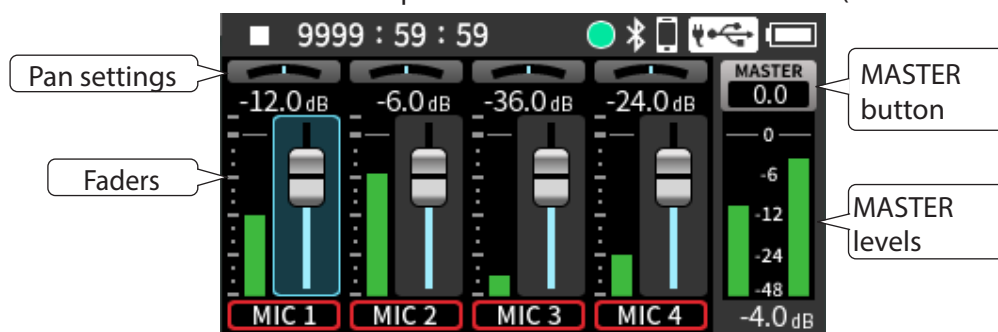 9999 : 59 : 59
Pan settings
MASTER
0.0
MASTER
button
-12.0 dB
-6.0 dB
-36.0 dB
-24.0 dB
Faders
0
-6
-12
-24
-48
MASTER
levels
MIC 1
MIC 2
MIC 3
MIC 4
-4.0 dB